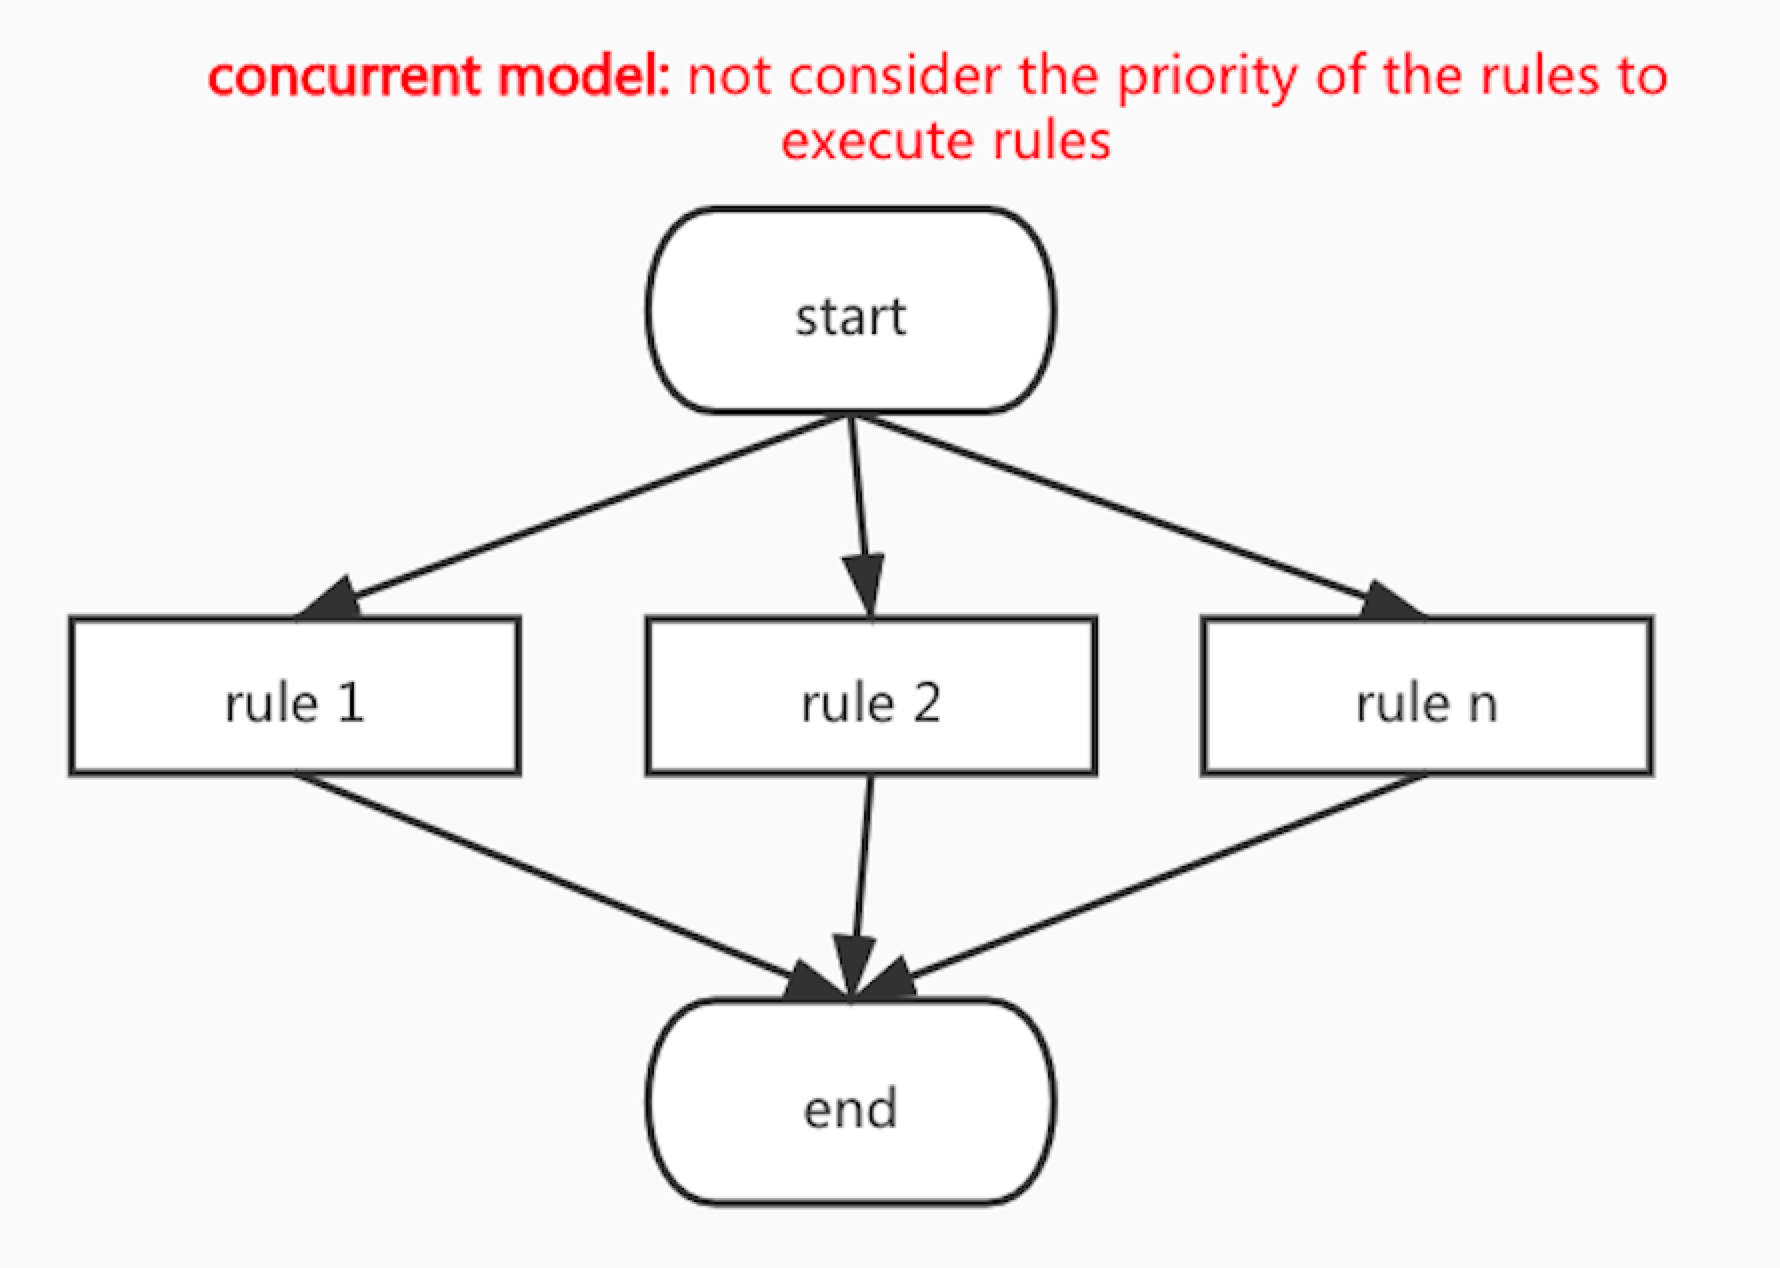 concurrent model: not consider the priority of the rules to
execute rules
start
rule 1
rule 2
rule n
end